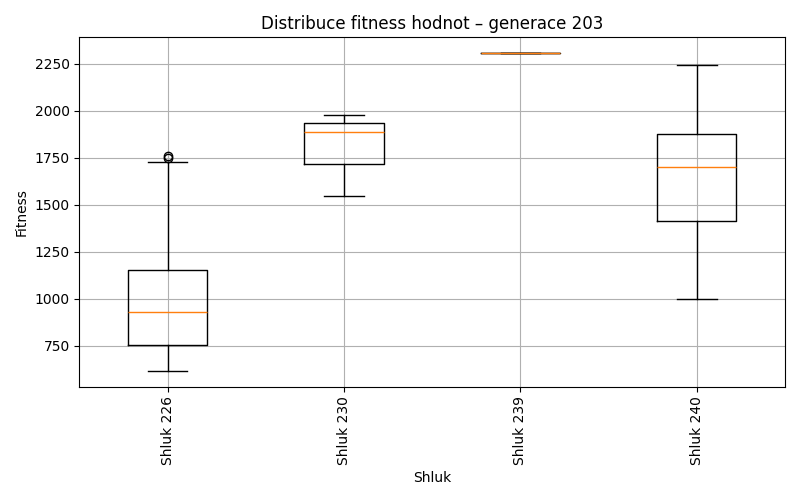 Distribuce fitness hodnot – generace 203
Fitness
2250
2000
1750
1500
1250
1000
750
Shluk 226
Shluk 230
Shluk 239
Shluk 240
Shluk